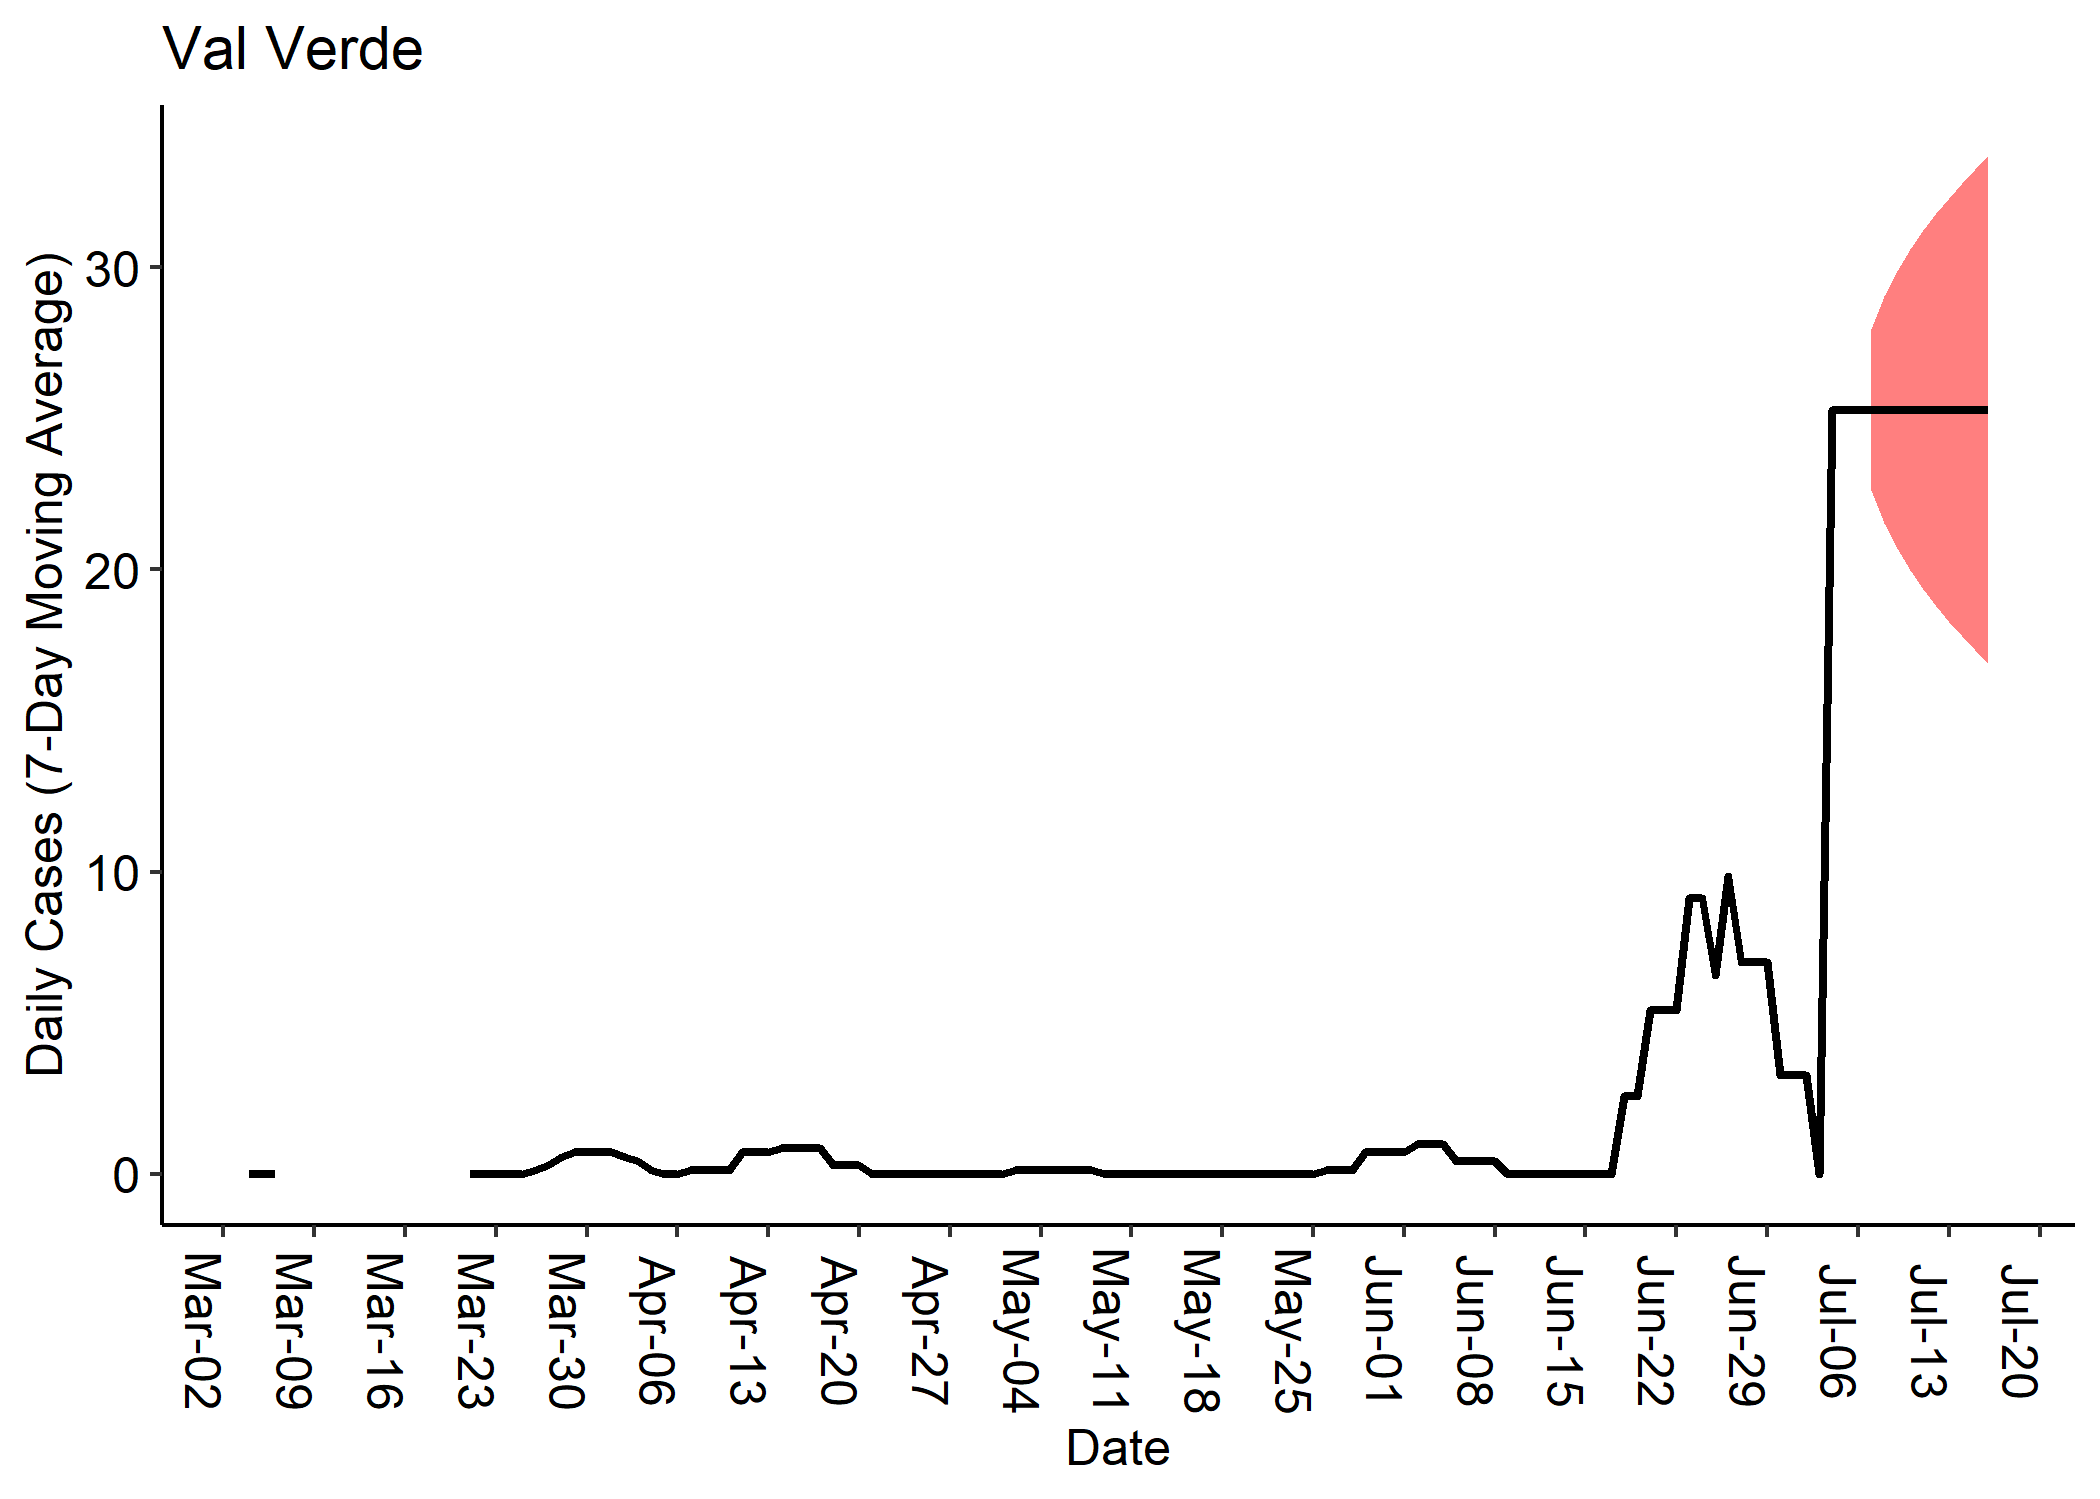 Val Verde
Daily Cases (7-Day Moving Average)
30
20
10
0
Mar-02
Mar-09
Mar-16
Mar-23
Mar-30
Apr-06
Apr-13
Apr-20
Apr-27
May-04
May-11
May-18
May-25
Jun-01
Jun-08
Jun-15
Jun-22
Jun-29
Jul-06
Jul-13
Jul-20
Date